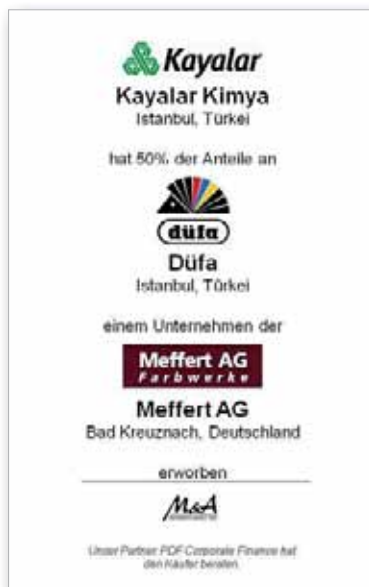 Kayalar
Kayalar Kimya
Istanbul, Türkei
hat 50% der Anteile an
düfa
Düfa
Istanbul, Türkei
einem Unternehmen der
Meffert AG
Farbwerke
Meffert AG
Bad Kreuznach, Deutschland
erworben
M&A
Unser Partner PDF Corporate Finance hat
den Käufer beraten.